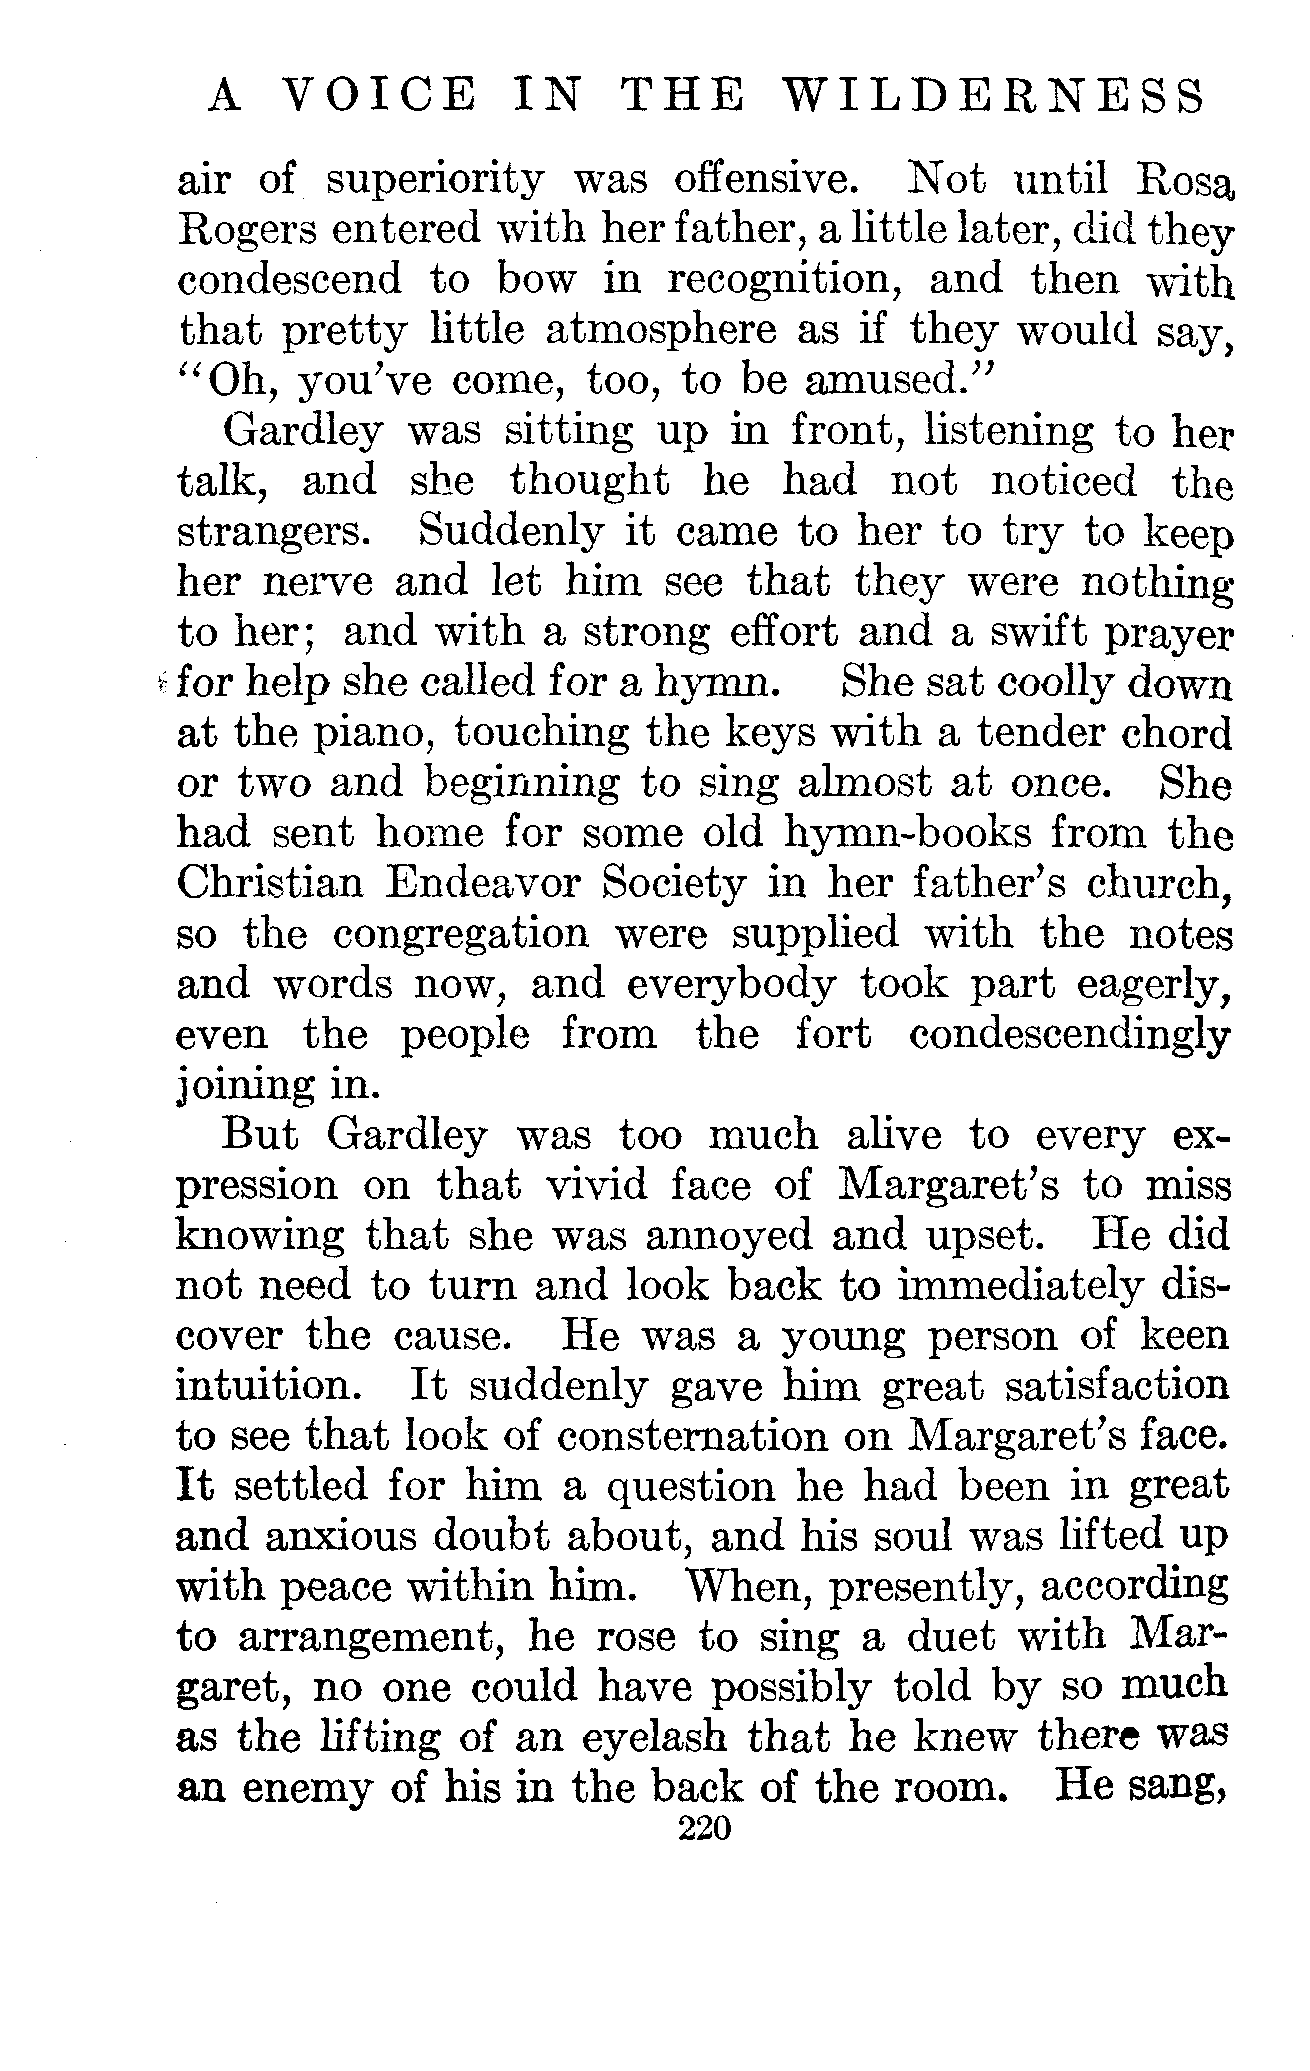 A VOICE IN THE WILDERNESS
air of superiority was offensive. Not until Rosa
Rogers entered with her father, a little later, did they
condescend to bow in recognition, and then with
that pretty little atmosphere as if they would say,
"Oh, you've come, too, to be amused."
Gardley was sitting up in front, listening to her
talk, and she thought he had not noticed the
strangers. Suddenly it came to her to try to keep
her nerve and let him see that they were nothing
to her; and with a strong effort and a swift prayer
for help she called for a hymn. She sat coolly down
at the piano, touching the keys with a tender chord
or two and beginning to sing almost at once. She
had sent home for some old hymn-books from the
Christian Endeavor Society in her father's church,
so the congregation were supplied with the notes
and words now, and everybody took part eagerly,
even the people from the fort condescendingly
joining in.
But Gardley was too much alive to every ex-
pression on that vivid face of Margaret's to miss
knowing that she was annoyed and upset. He did
not need to turn and look back to immediately dis-
cover the cause. He was a young person of keen
intuition. It suddenly gave him great satisfaction
to see that look of consternation on Margaret's face.
It settled for him a question he had been in great
and anxious doubt about, and his soul was lifted up
with peace within him. When, presently, according
to arrangement, he rose to sing a duet with Mar-
garet, no one could have possibly told by so much
as the lifting of an eyelash that he knew there was
an enemy of his in the back of the room. He sang,
220